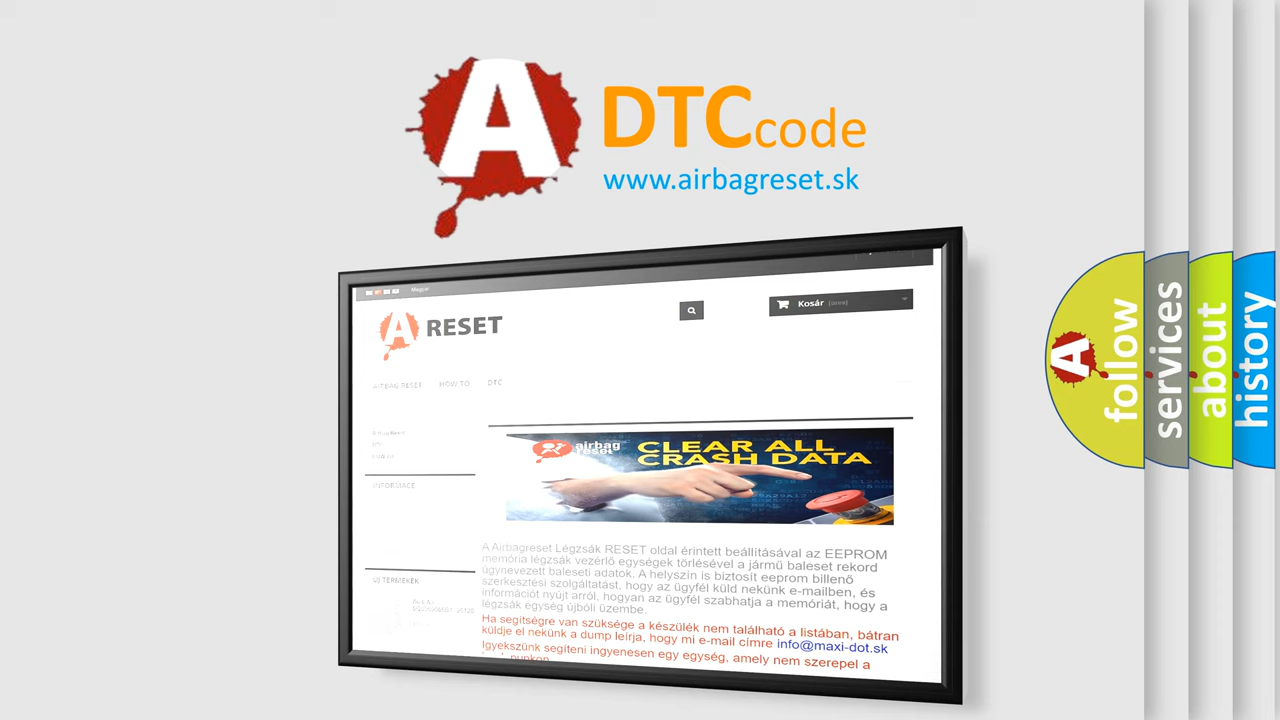 A DTCcode
www.airbagreset.sk
Magyar
A RESET
Kosár (üres)
AIRBAG RESET HOW TO DTC
INFORMACE
airbag
reset
CLEAR ALL
CRASH DATA
A Airbagreset Légzsák RESET oldal érintett beállításával az EEPROM
memória légzsák vezérlő egységek törlésével a jármű baleset rekord
úgynevezett baleseti adatok. A helyszín is biztosít eeprom billenő
szerkesztési szolgáltatást, hogy az ügyfél küld nekünk e-mailben, és
információt nyújt arról, hogyan az ügyfél szabhatja a memóriát, hogy a
légzsák egység újbóli üzembe.
Ha segítségre van szüksége a készülék nem található a listában, bátran
küldje el nekünk a dump leírja, hogy mi e-mail címre info@maxi-dot.sk
Igyekszünk segíteni ingyenesen egy egység, amely nem szerepel a
ÚJ TERMÉKEK
A
follow
services
about
history